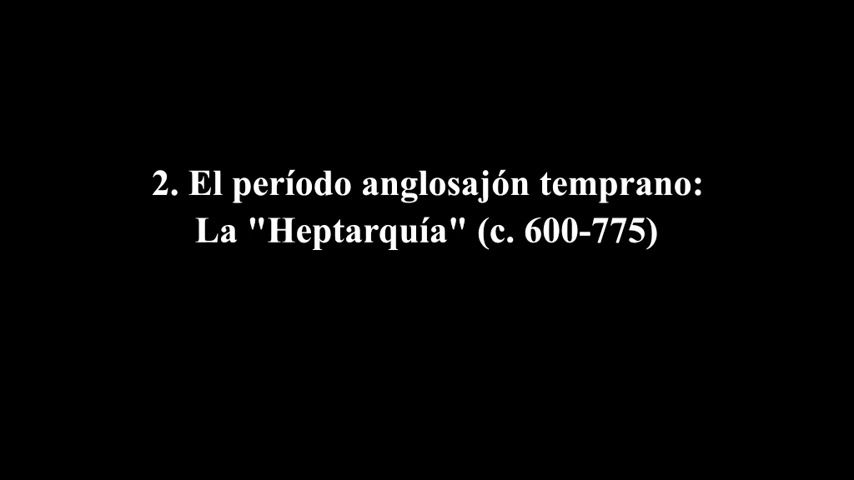 2. El período anglosajón temprano:
La "Heptarquía" (c. 600-775)